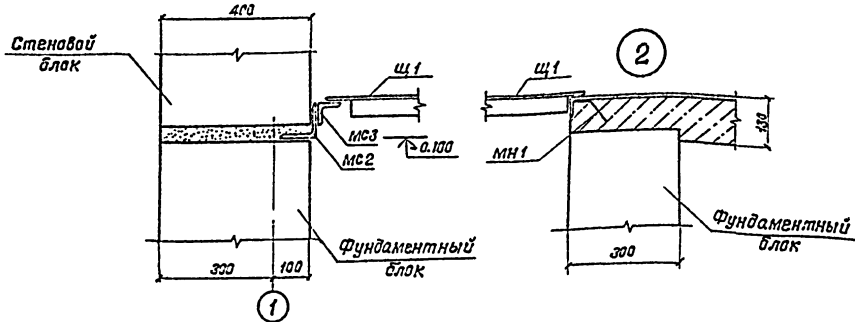 400
Стеновой
блок
Щ1
МС3
МС2
0.100
Фундаментный
блок
300
100
1
2
Щ1
МН1
130
Фундаментный
блок
300